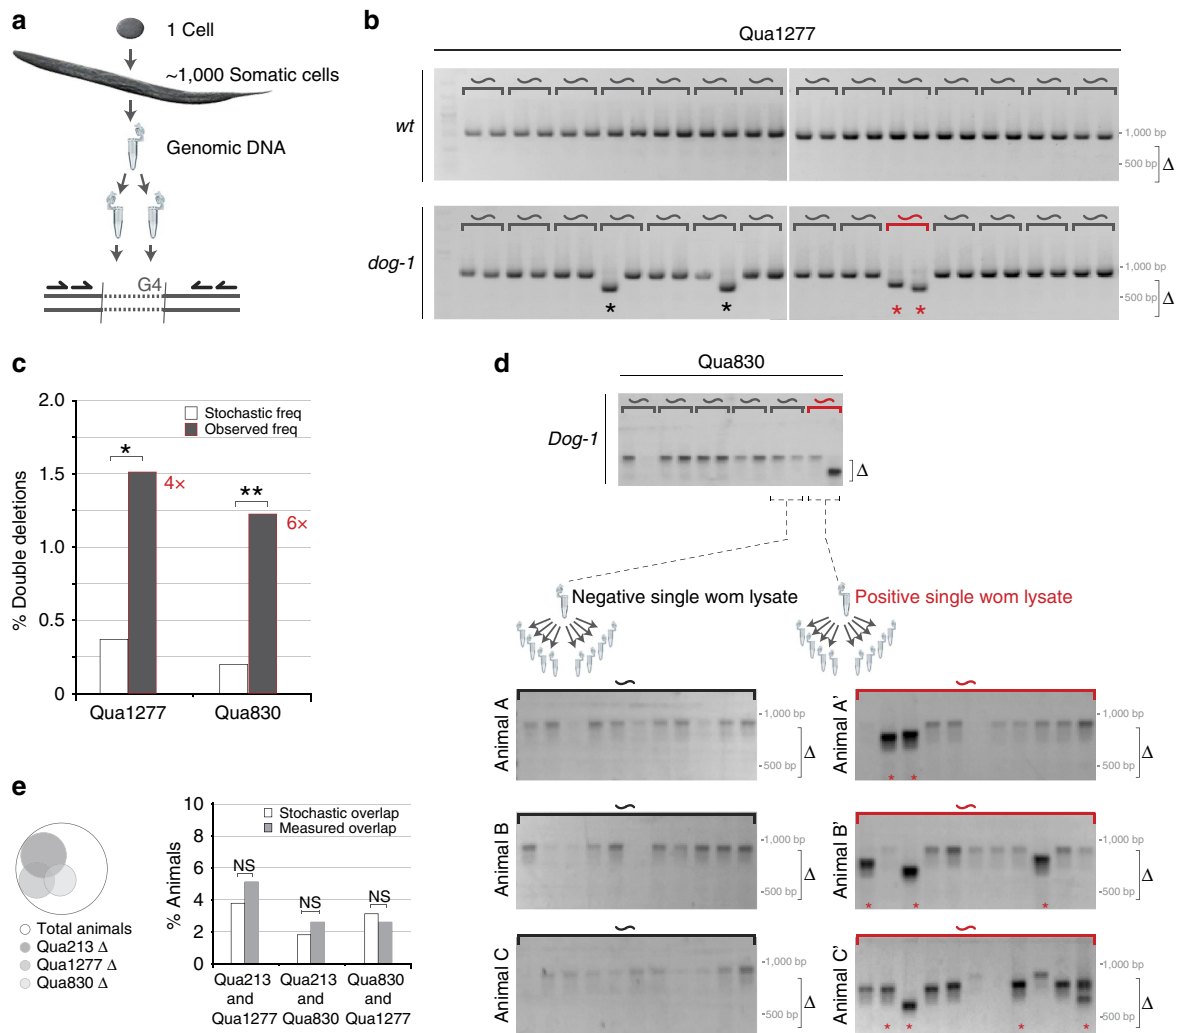 a
1 Cell
~1,000 Somatic cells
Genomic DNA
G4
b
Qua1277
wt
1,000 bp
500 bp
Δ
dog-1
1,000 bp
500 bp
Δ
* * * *
c
% Double deletions
2.0
1.5
1.0
0.5
0
Stochastic freq
Observed freq
*
4×
**
6×
Qua1277
Qua830
d
Qua830
Dog-1
Δ
Negative single wom lysate
Positive single wom lysate
Animal A
1,000 bp
500 bp
Δ
Animal A'
* *
1,000 bp
500 bp
Δ
Animal B
1,000 bp
500 bp
Δ
Animal B'
* * *
1,000 bp
500 bp
Δ
Animal C
1,000 bp
500 bp
Δ
Animal C'
* * * *
1,000 bp
500 bp
Δ
e
Total animals
Qua213 Δ
Qua1277 Δ
Qua830 Δ
% Animals
10
8
6
4
2
0
Stochastic overlap
Measured overlap
NS
NS
NS
Qua213 and Qua1277
Qua213 and Qua830
Qua830 and Qua1277